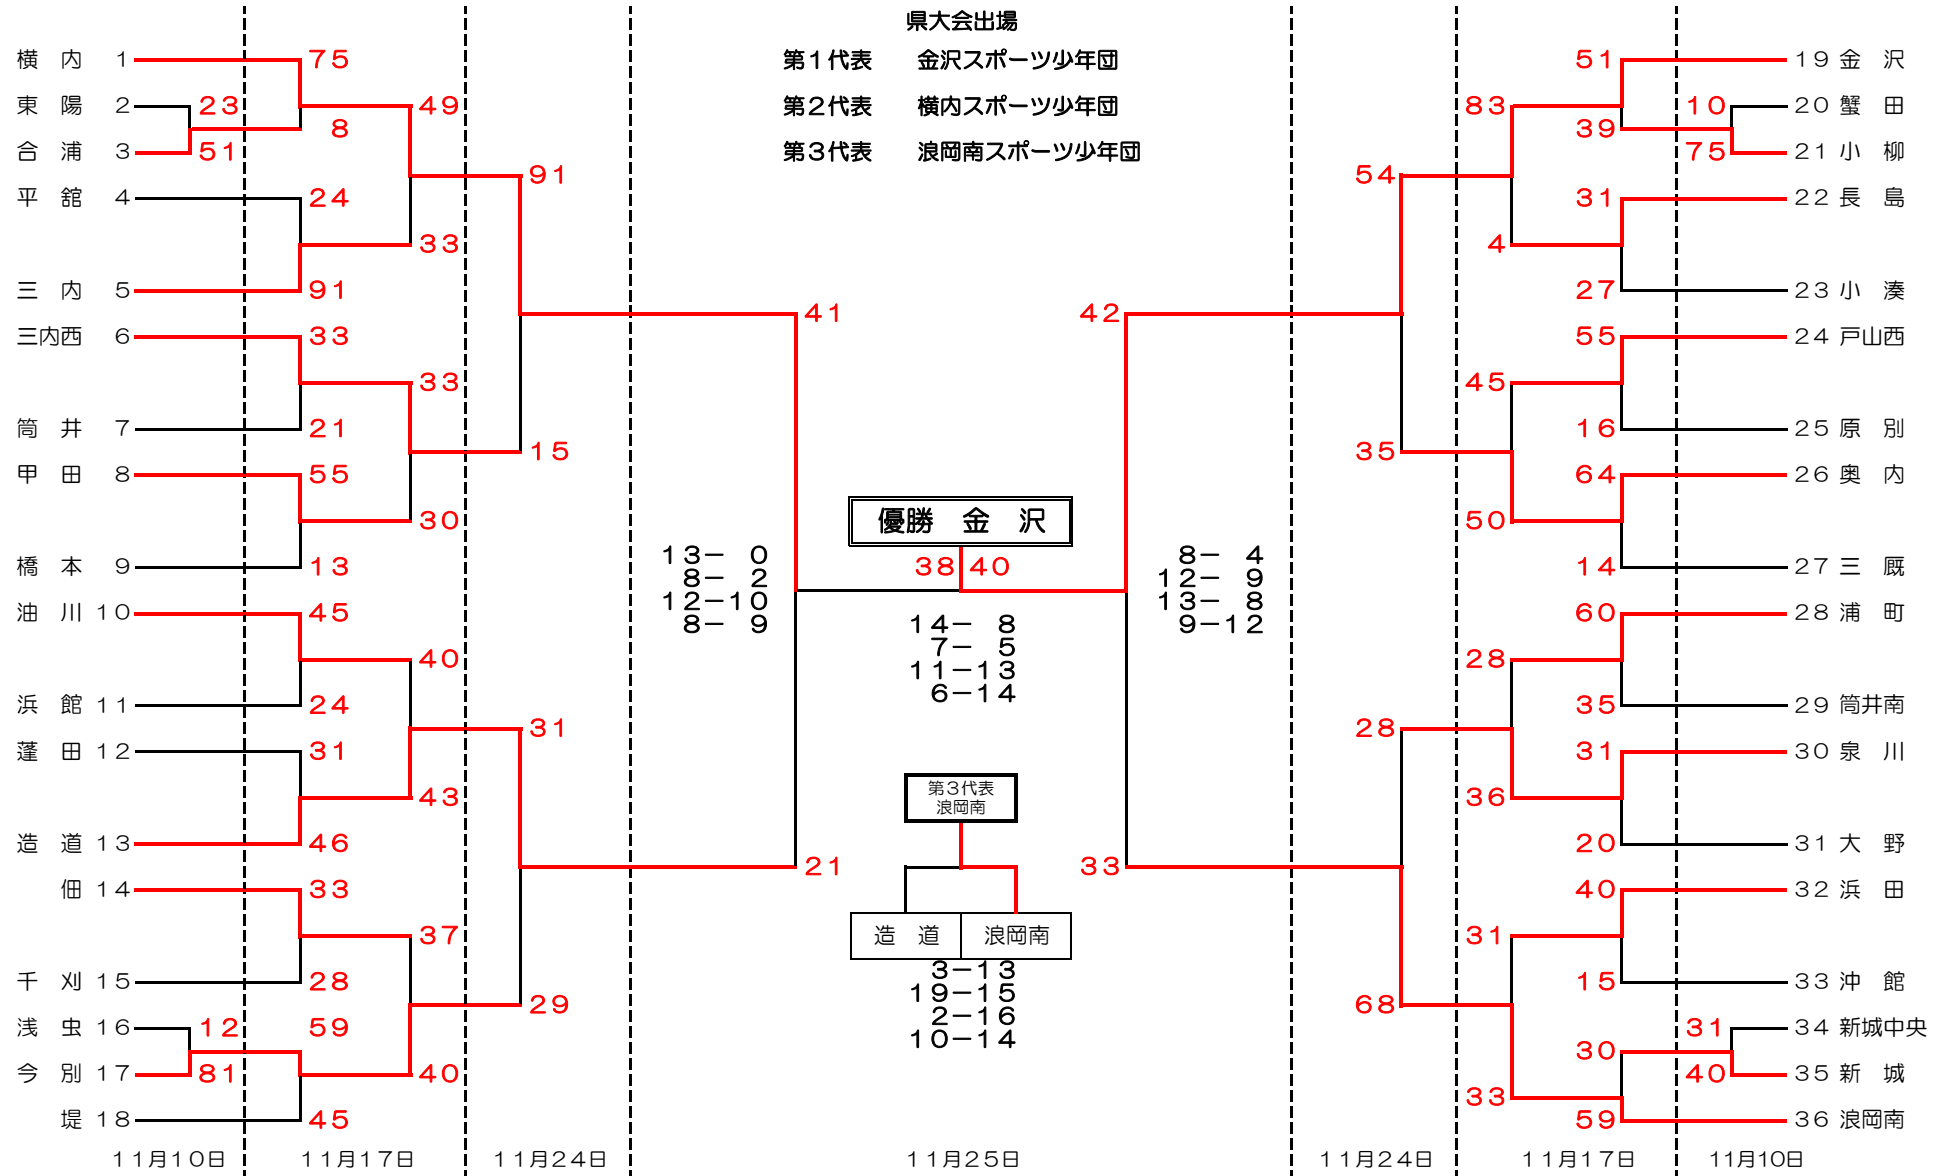 県大会出場
第１代表　金沢スポーツ少年団
第２代表　横内スポーツ少年団
第３代表　浪岡南スポーツ少年団
横　内　1　75
東　陽　2　23　49
8
合　浦　3　51
平　舘　4　24　91
33
三　内　5　91　41
三内西　6　33
33
筒　井　7　21　15
甲　田　8　55
30
橋　本　9　13
油　川　10　45
40
浜　館　11　24　31
蓬　田　12　31
43
造　道　13　46　21
佃　14　33
37
千　刈　15　28　29
浅　虫　16　12　59
今　別　17　81　40
堤　18　45
優勝　金　沢
38　40
13－　0
8－　2
12－10
8－　9
14－　8
7－　5
11－13
6－14
8－　4
12－　9
13－　8
9－12
第３代表
浪岡南
造　道　浪岡南
3－13
19－15
2－16
10－14
51　19　金　沢
83　10　20　蟹　田
39
75　21　小　柳
54　31　22　長　島
4
42　27　23　小　湊
55　24　戸山西
45
35　16　25　原　別
64　26　奥　内
50
14　27　三　厩
60　28　浦　町
28
28　35　29　筒井南
31　30　泉　川
36
33　20　31　大　野
40　32　浜　田
31
68　15　33　沖　館
31　34　新城中央
30
40　35　新　城
33
59　36　浪岡南
11月10日　11月17日　11月24日　11月25日　11月24日　11月17日　11月10日